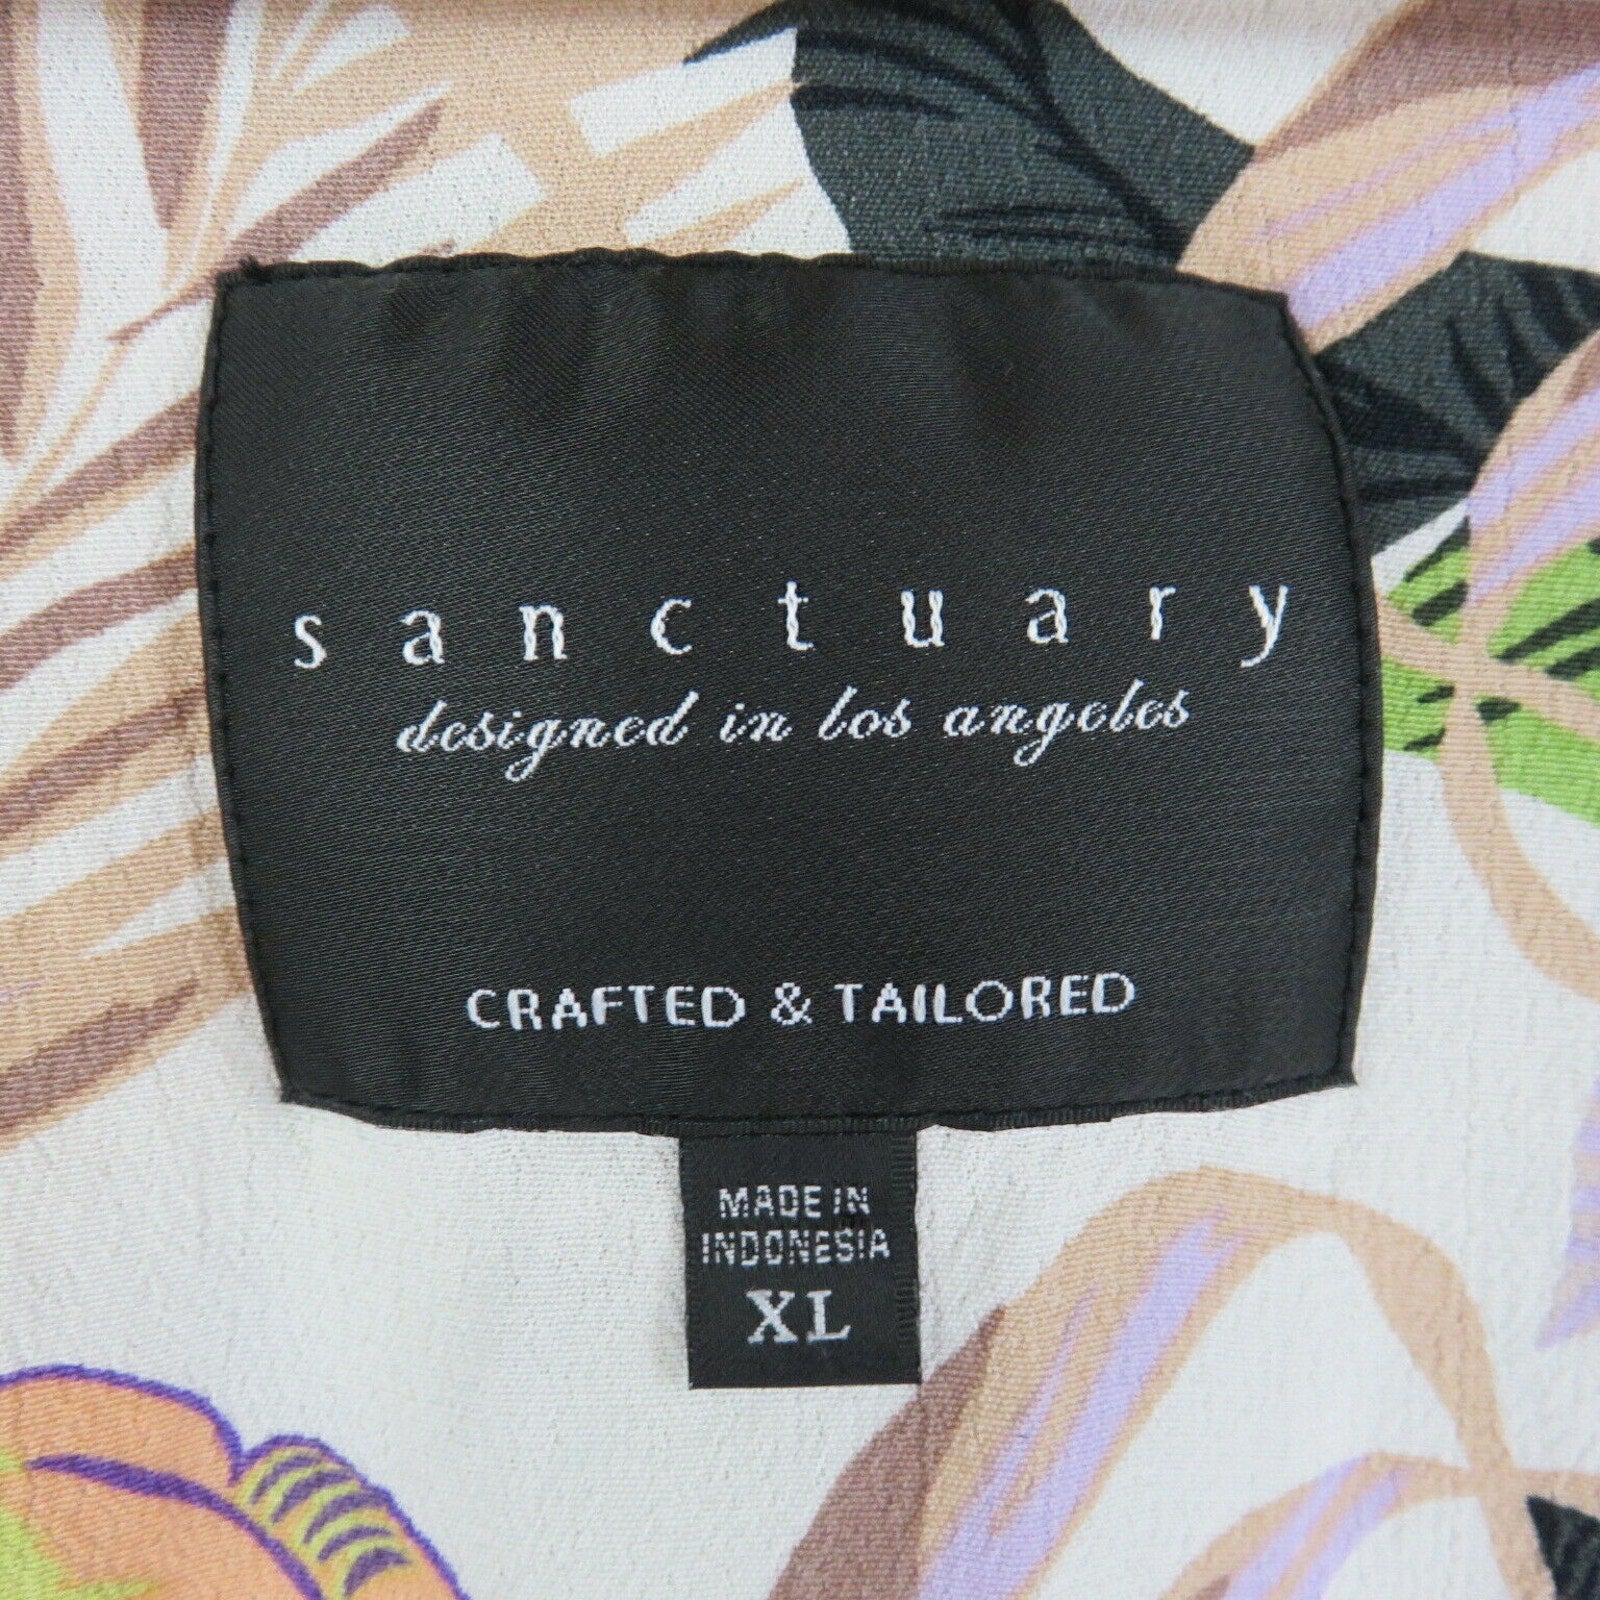 sanctuary
designed in los angeles
CRAFTED & TAILORED
MADE IN
INDONESIA
XL